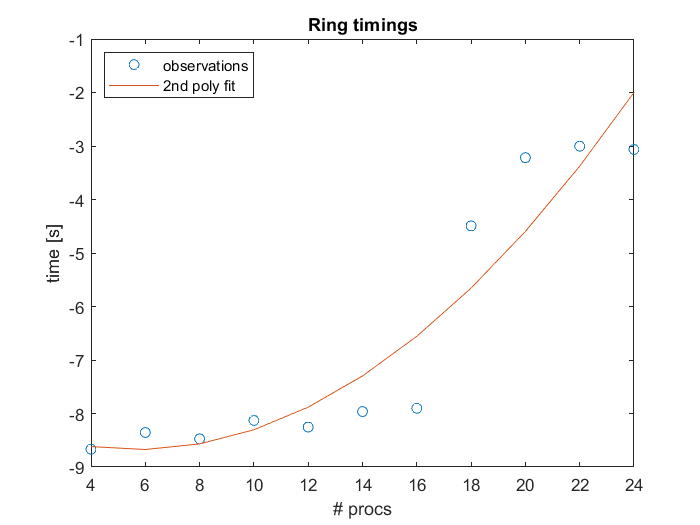 Ring timings
observations
2nd poly fit
-1
-2
-3
-4
-5
-6
-7
-8
-9
time [s]
4 6 8 10 12 14 16 18 20 22 24
# procs